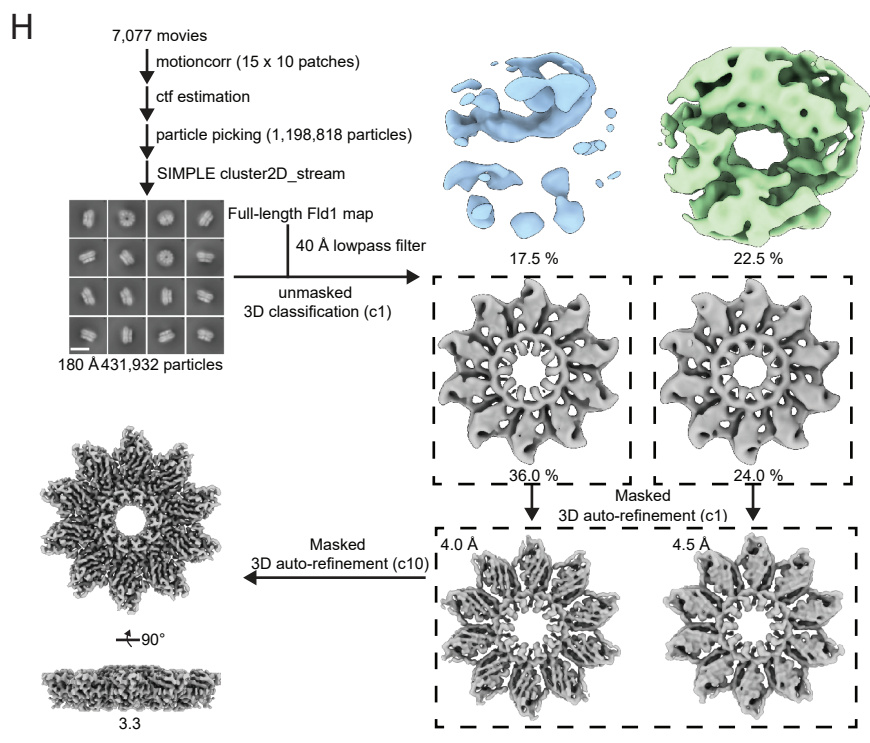 H
7,077 movies
motioncorr (15 x 10 patches)
ctf estimation
particle picking (1,198,818 particles)
SIMPLE cluster2D_stream
Full-length Fld1 map
40 Å lowpass filter
unmasked
3D classification (c1)
180 Å
431,932 particles
17.5 %
22.5 %
36.0 %
24.0 %
Masked
3D auto-refinement (c1)
4.0 Å
4.5 Å
Masked
3D auto-refinement (c10)
90°
3.3